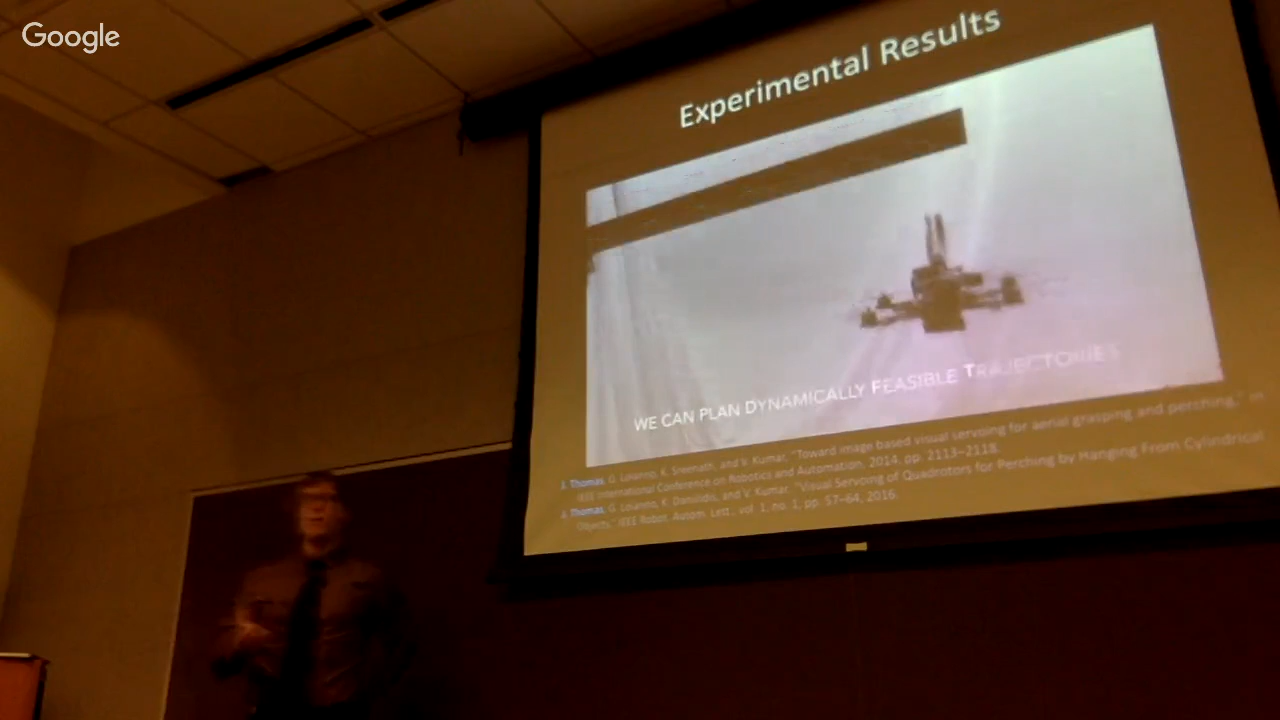 Google
Experimental Results
WE CAN PLAN DYNAMICALLY FEASIBLE TRAJECTORIES
J. Thomas, G. Loianno, K. Sreenath, and V. Kumar, "Toward image based visual servoing for aerial grasping and perching," in
IEEE International Conference on Robotics and Automation, 2014, pp. 2113–2118.
J. Thomas, G. Loianno, K. Daniilidis, and V. Kumar, "Visual Servoing of Quadrotors for Perching by Hanging From Cylindrical
Objects," IEEE Robot. Autom. Lett., vol. 1, no. 1, pp. 57–64, 2016.